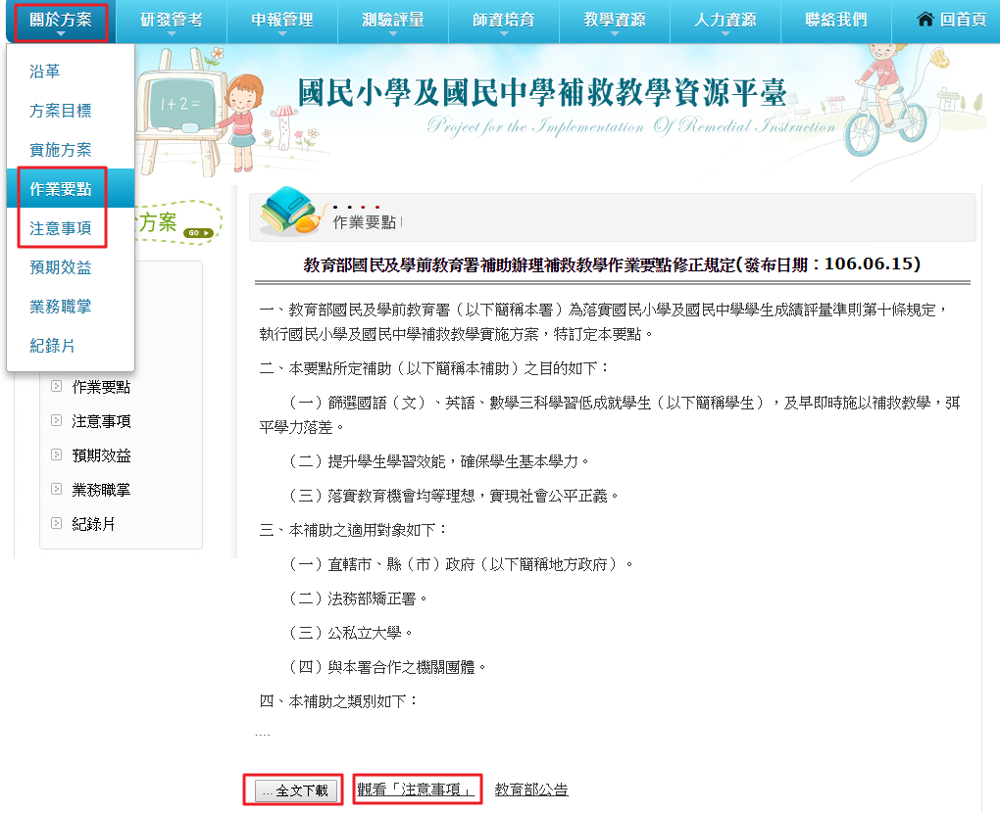 關於方案 研發管考 申報管理 測驗評量 師資培育 教學資源 人力資源 聯絡我們 回首頁
沿革
方案目標
實施方案
作業要點
注意事項
預期效益
業務職掌
紀錄片
1+2=
國民小學及國民中學補救教學資源平臺
Project for the Implementation Of Remedial Instruction
方案
GO
作業要點
注意事項
預期效益
業務職掌
紀錄片
作業要點
教育部國民及學前教育署補助辦理補救教學作業要點修正規定(發布日期：106.06.15)
一、教育部國民及學前教育署（以下簡稱本署）為落實國民小學及國民中學學生成績評量準則第十條規定，
執行國民小學及國民中學補救教學實施方案，特訂定本要點。
二、本要點所定補助（以下簡稱本補助）之目的如下：
（一）篩選國語（文）、英語、數學三科學習低成就學生（以下簡稱學生），及早即時施以補救教學，弭
平學力落差。
（二）提升學生學習效能，確保學生基本學力。
（三）落實教育機會均等理想，實現社會公平正義。
三、本補助之適用對象如下：
（一）直轄市、縣（市）政府（以下簡稱地方政府）。
（二）法務部矯正署。
（三）公私立大學。
（四）與本署合作之機關團體。
四、本補助之類別如下：
....
... 全文下載 觀看「注意事項」 教育部公告